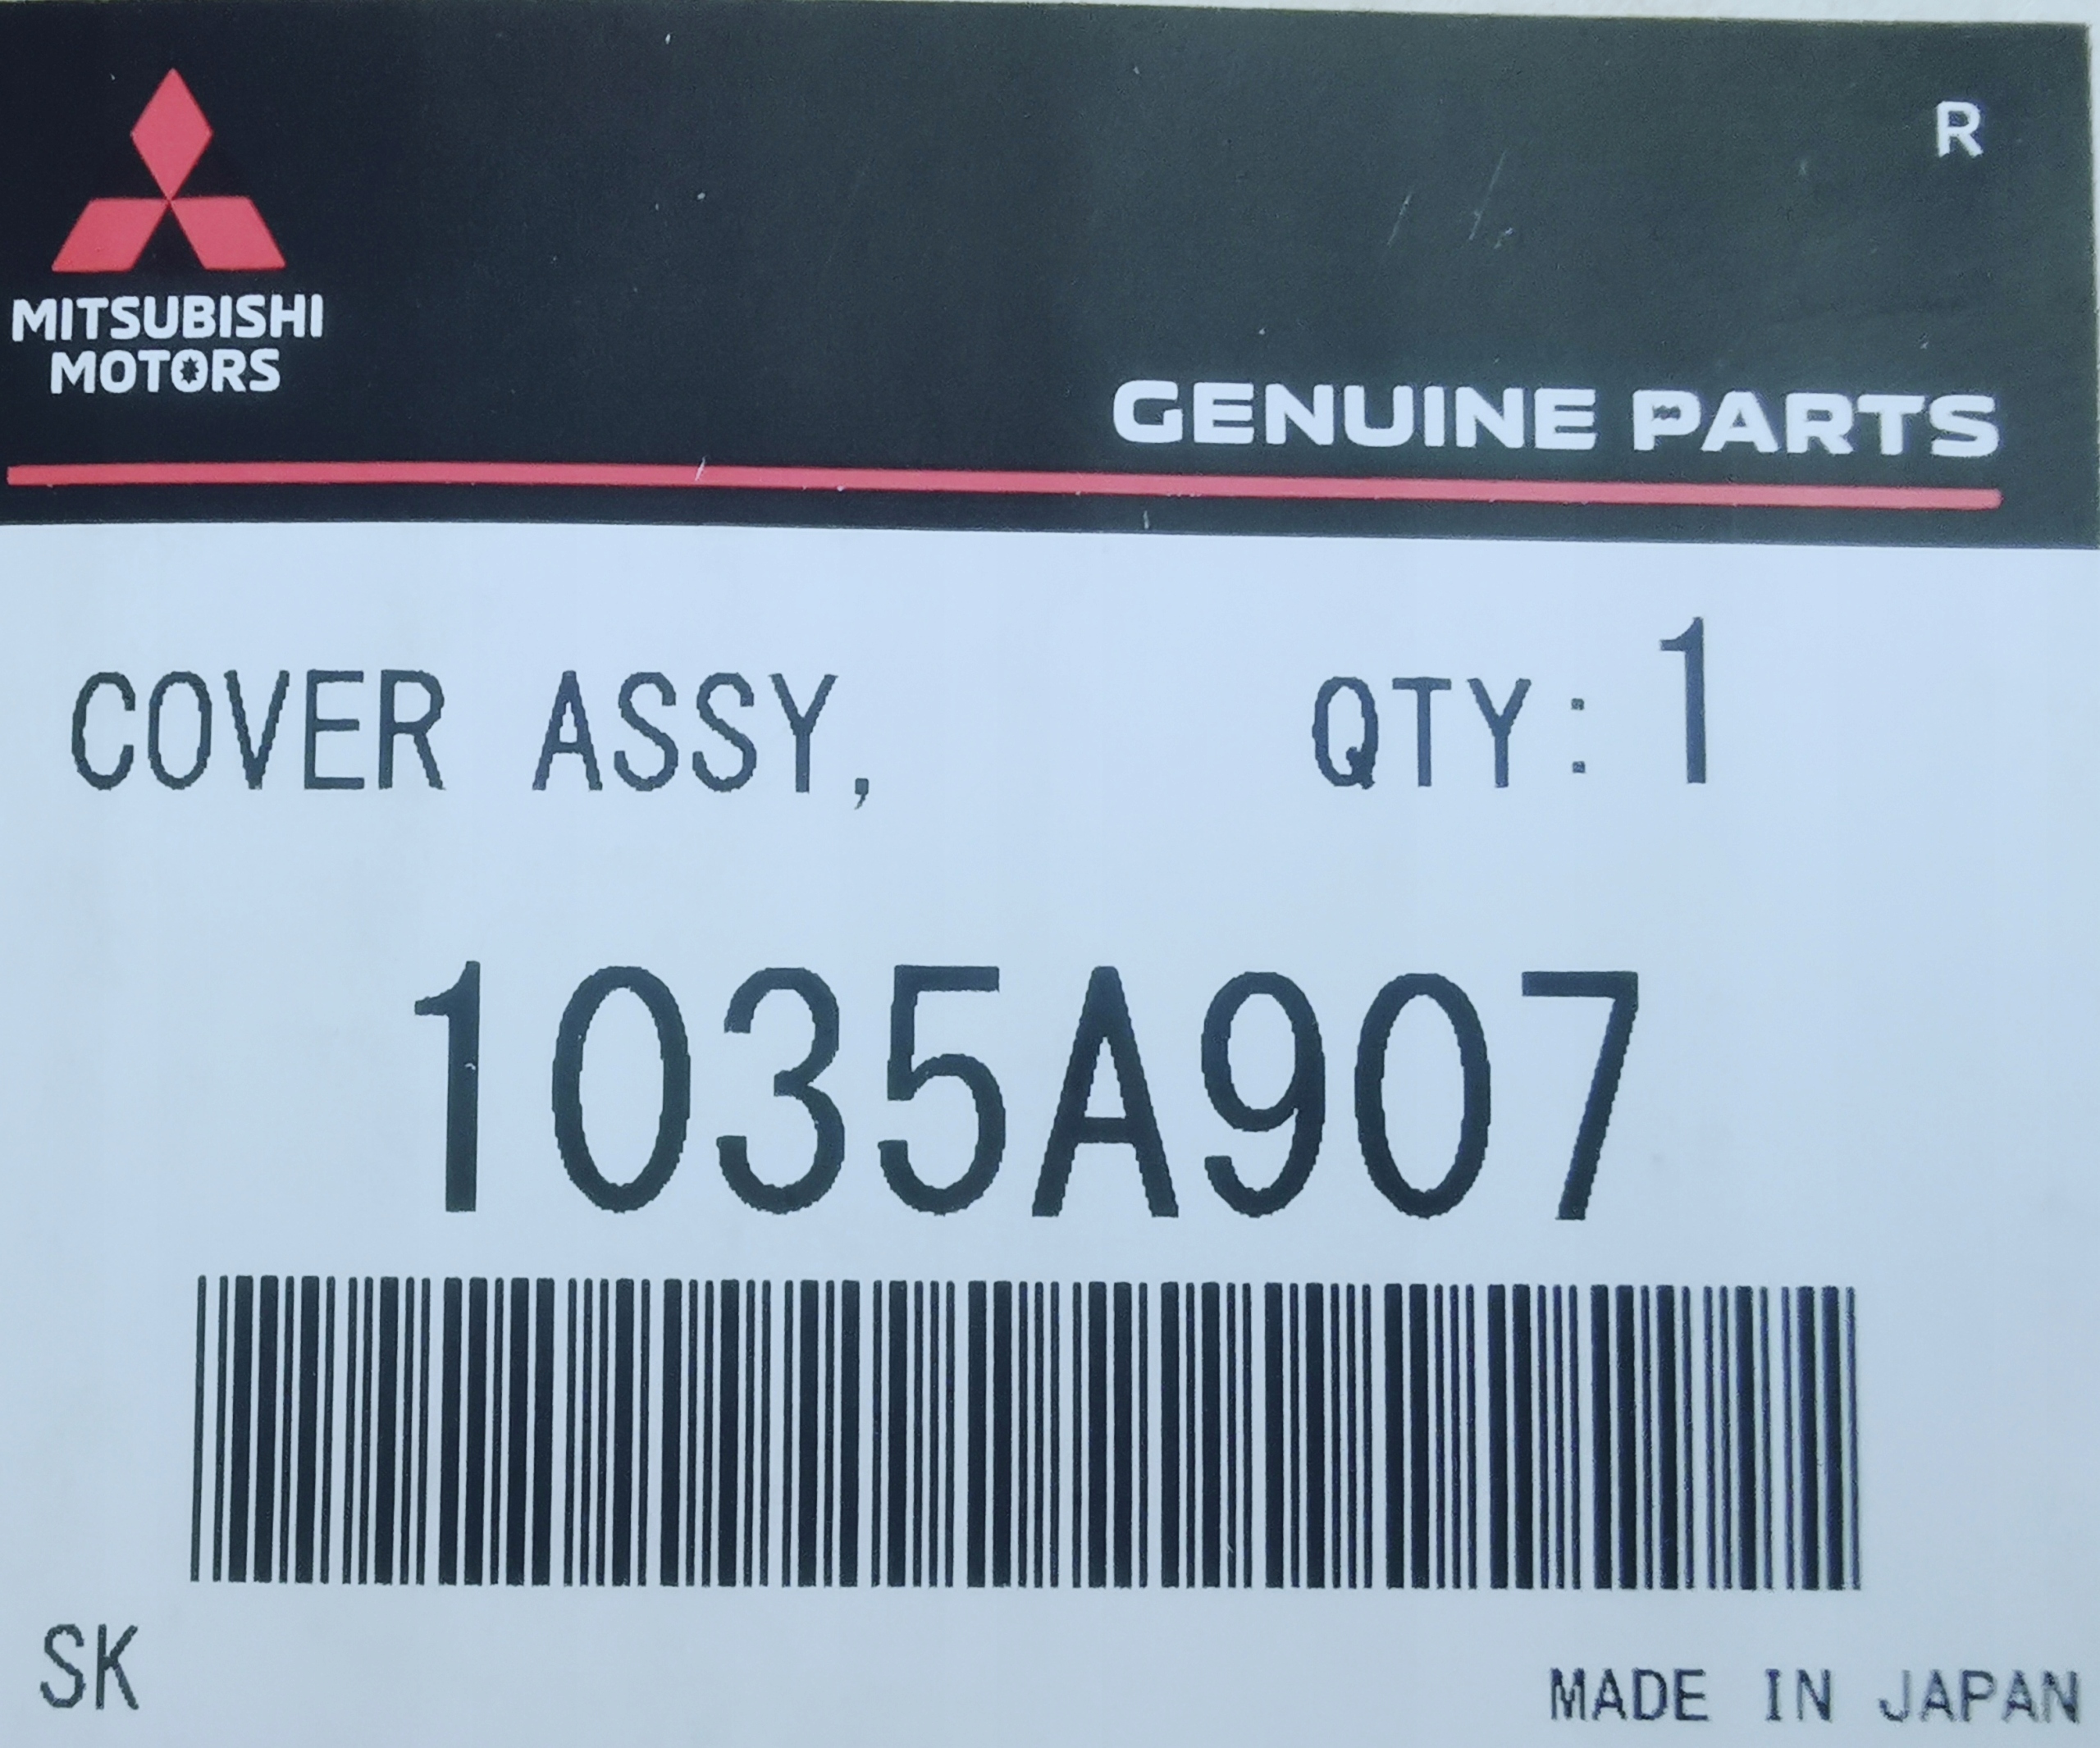 R
MITSUBISHI
MOTORS
GENUINE PARTS
COVER ASSY, QTY: 1
1035A907
SK
MADE IN JAPAN